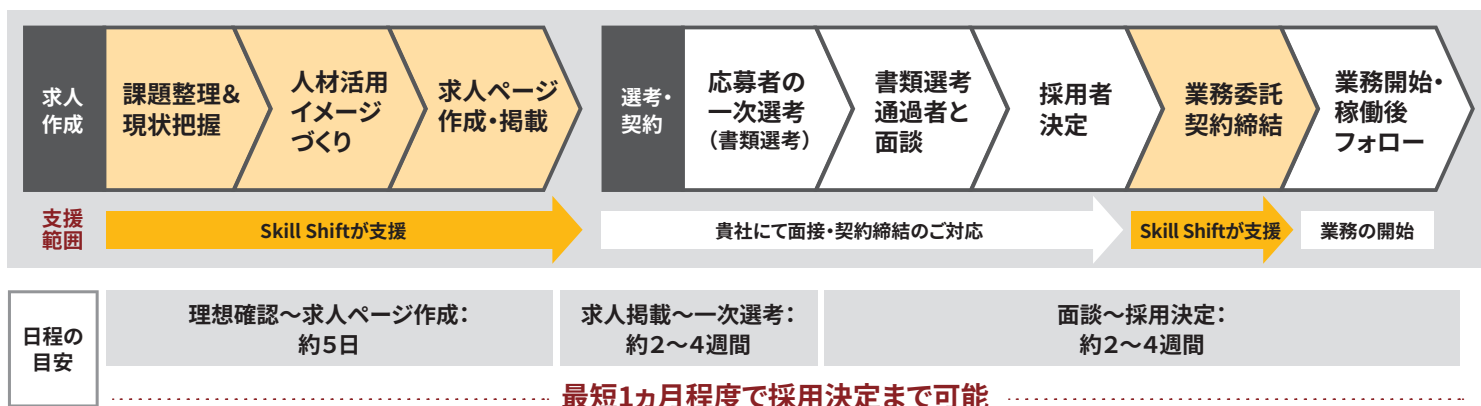 求人
作成
課題整理&
現状把握
人材活用
イメージ
づくり
求人ページ
作成・掲載
選考・
契約
応募者の
一次選考
(書類選考)
書類選考
通過者と
面談
採用者
決定
業務委託
契約締結
業務開始・
稼働後
フォロー
支援
範囲
Skill Shiftが支援
貴社にて面接・契約締結のご対応
Skill Shiftが支援
業務の開始
日程の
目安
理想確認～求人ページ作成：
約5日
求人掲載～一次選考：
約2～4週間
面談～採用決定：
約2～4週間
最短1ヵ月程度で採用決定まで可能